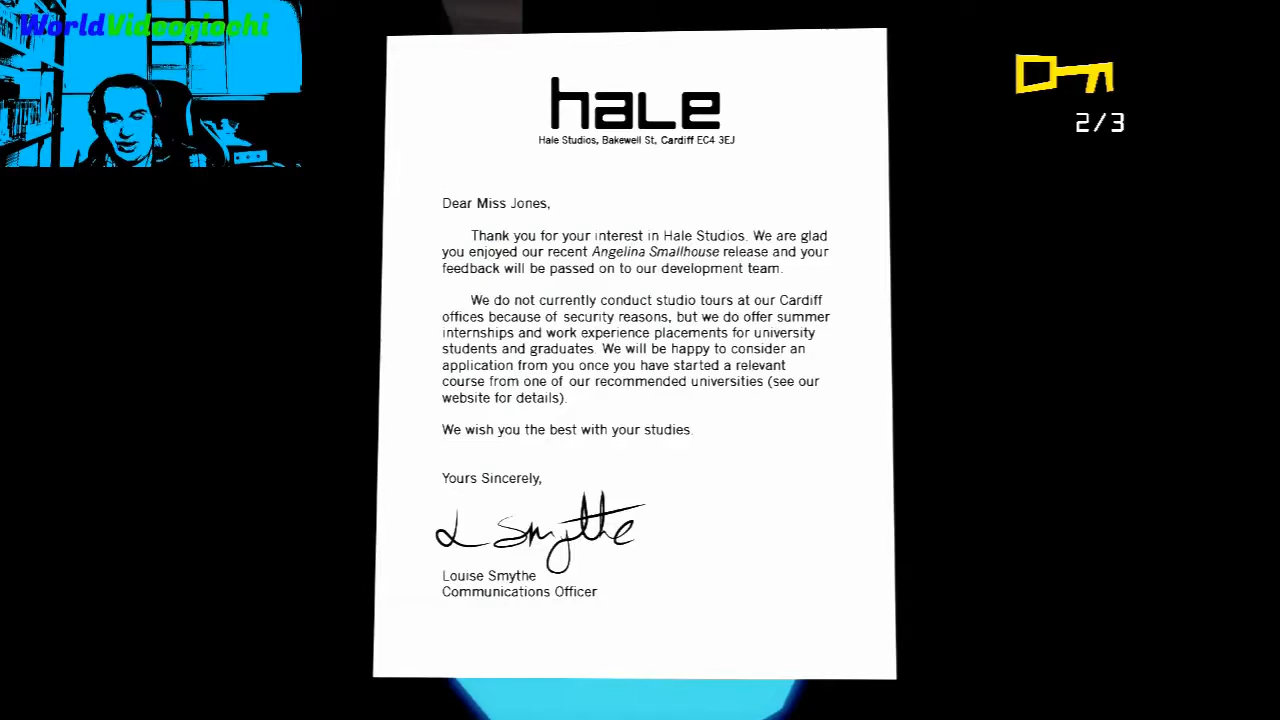 WorldVideogiochi
hale
Hale Studios, Bakewell St, Cardiff EC4 3EJ
2/3
Dear Miss Jones,
Thank you for your interest in Hale Studios. We are glad
you enjoyed our recent Angelina Smallhouse release and your
feedback will be passed on to our development team.
We do not currently conduct studio tours at our Cardiff
offices because of security reasons, but we do offer summer
internships and work experience placements for university
students and graduates. We will be happy to consider an
application from you once you have started a relevant
course from one of our recommended universities (see our
website for details).
We wish you the best with your studies.
Yours Sincerely,
L Smythe
Louise Smythe
Communications Officer